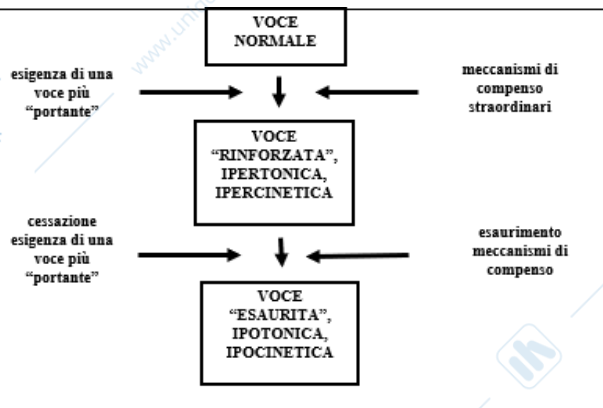 VOCE
NORMALE
esigenza di una
voce più
“portante”
meccanismi di
compenso
straordinari
VOCE
“RINFORZATA”,
IPERTONICA,
IPERCINETICA
cessazione
esigenza di una
voce più
“portante”
esaurimento
meccanismi di
compenso
VOCE
“ESAURITA”,
IPOTONICA,
IPOCINETICA